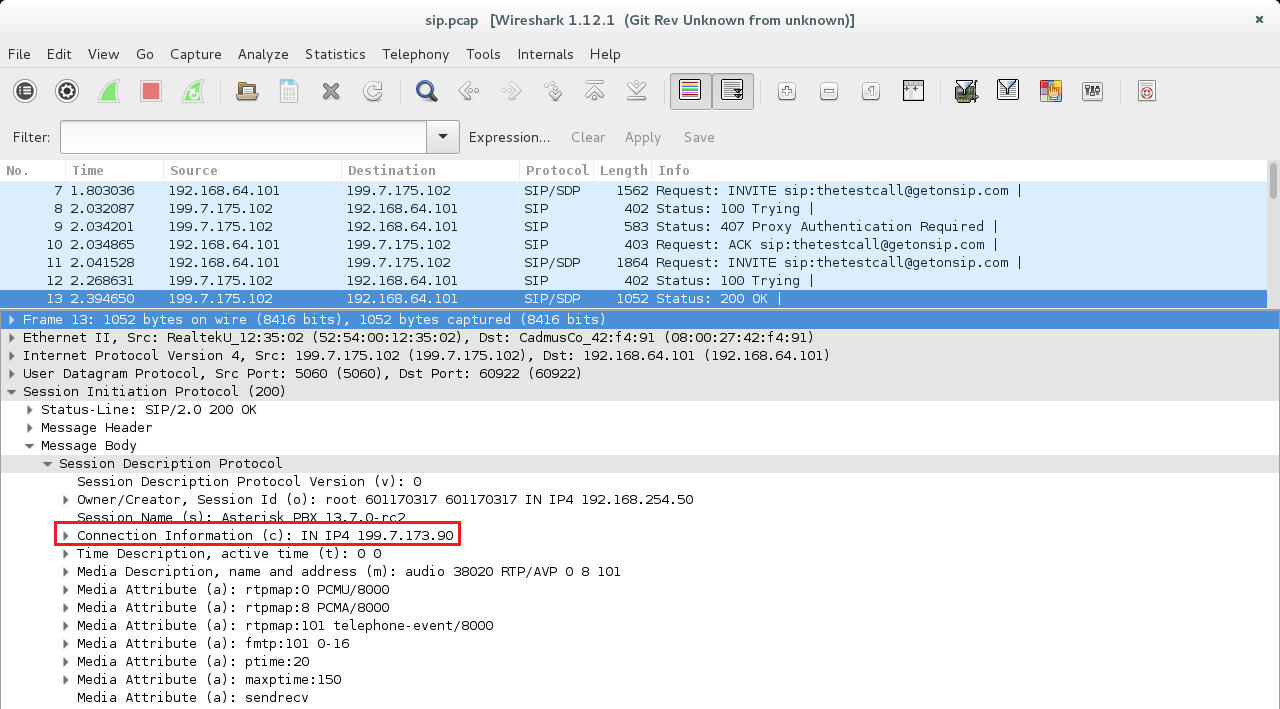 sip.pcap [Wireshark 1.12.1 (Git Rev Unknown from unknown)]
File Edit View Go Capture Analyze Statistics Telephony Tools Internals Help
Filter: Expression... Clear Apply Save
No. Time Source Destination Protocol Length Info
7 1.803036 192.168.64.101 199.7.175.102 SIP/SDP 1562 Request: INVITE sip:thetestcall@getonsip.com |
8 2.032087 199.7.175.102 192.168.64.101 SIP 402 Status: 100 Trying |
9 2.034201 199.7.175.102 192.168.64.101 SIP 583 Status: 407 Proxy Authentication Required |
10 2.034865 192.168.64.101 199.7.175.102 SIP 403 Request: ACK sip:thetestcall@getonsip.com |
11 2.041528 192.168.64.101 199.7.175.102 SIP/SDP 1864 Request: INVITE sip:thetestcall@getonsip.com |
12 2.268631 199.7.175.102 192.168.64.101 SIP 402 Status: 100 Trying |
13 2.394650 199.7.175.102 192.168.64.101 SIP/SDP 1052 Status: 200 OK |
Frame 13: 1052 bytes on wire (8416 bits), 1052 bytes captured (8416 bits)
Ethernet II, Src: RealtekU_12:35:02 (52:54:00:12:35:02), Dst: CadmusCo_42:f4:91 (08:00:27:42:f4:91)
Internet Protocol Version 4, Src: 199.7.175.102 (199.7.175.102), Dst: 192.168.64.101 (192.168.64.101)
User Datagram Protocol, Src Port: 5060 (5060), Dst Port: 60922 (60922)
Session Initiation Protocol (200)
Status-Line: SIP/2.0 200 OK
Message Header
Message Body
Session Description Protocol
Session Description Protocol Version (v): 0
Owner/Creator, Session Id (o): root 601170317 601170317 IN IP4 192.168.254.50
Session Name (s): Asterisk PBX 13.7.0-rc2
Connection Information (c): IN IP4 199.7.173.90
Time Description, active time (t): 0 0
Media Description, name and address (m): audio 38020 RTP/AVP 0 8 101
Media Attribute (a): rtpmap:0 PCMU/8000
Media Attribute (a): rtpmap:8 PCMA/8000
Media Attribute (a): rtpmap:101 telephone-event/8000
Media Attribute (a): fmtp:101 0-16
Media Attribute (a): ptime:20
Media Attribute (a): maxptime:150
Media Attribute (a): sendrecv